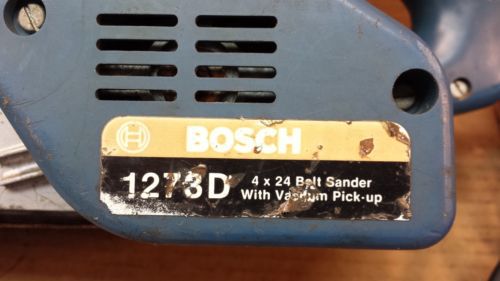 BOSCH
1273D
4 x 24 Belt Sander
With Vacuum Pick-up